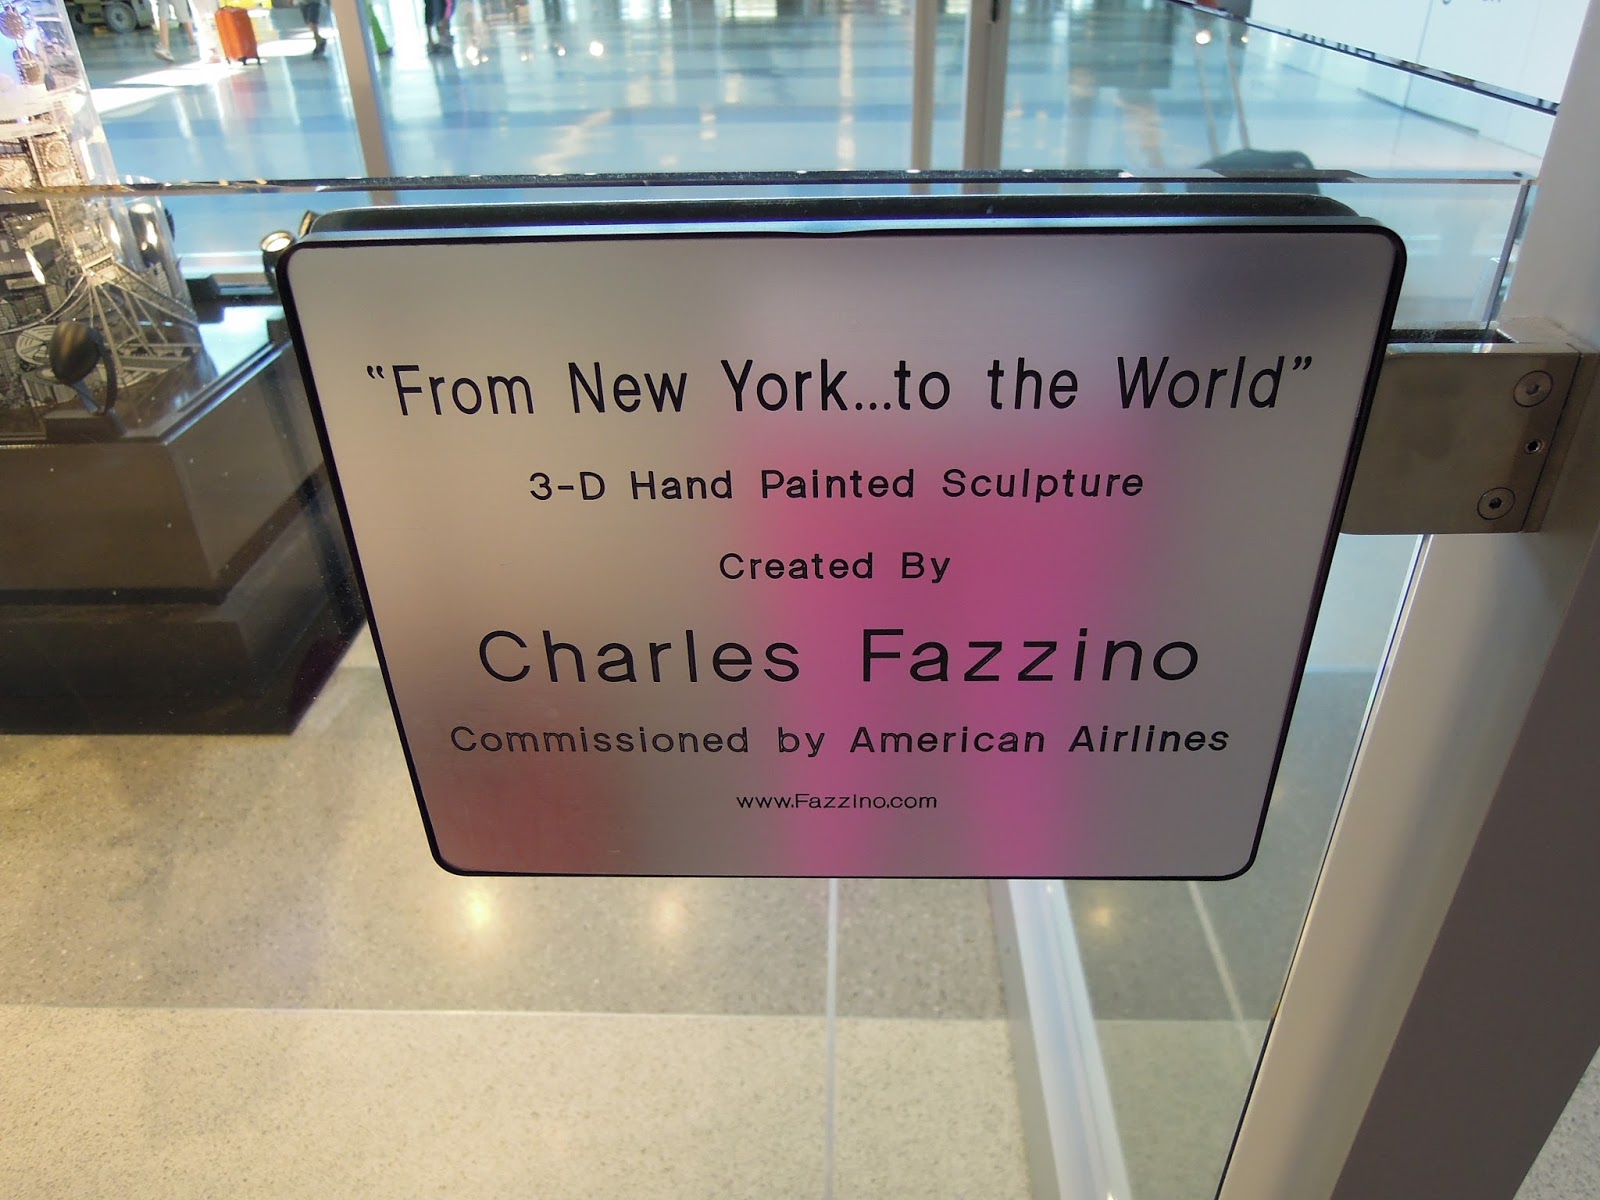 “From New York...to the World”
3-D Hand Painted Sculpture
Created By
Charles Fazzino
Commissioned by American Airlines
www.FazzIno.com